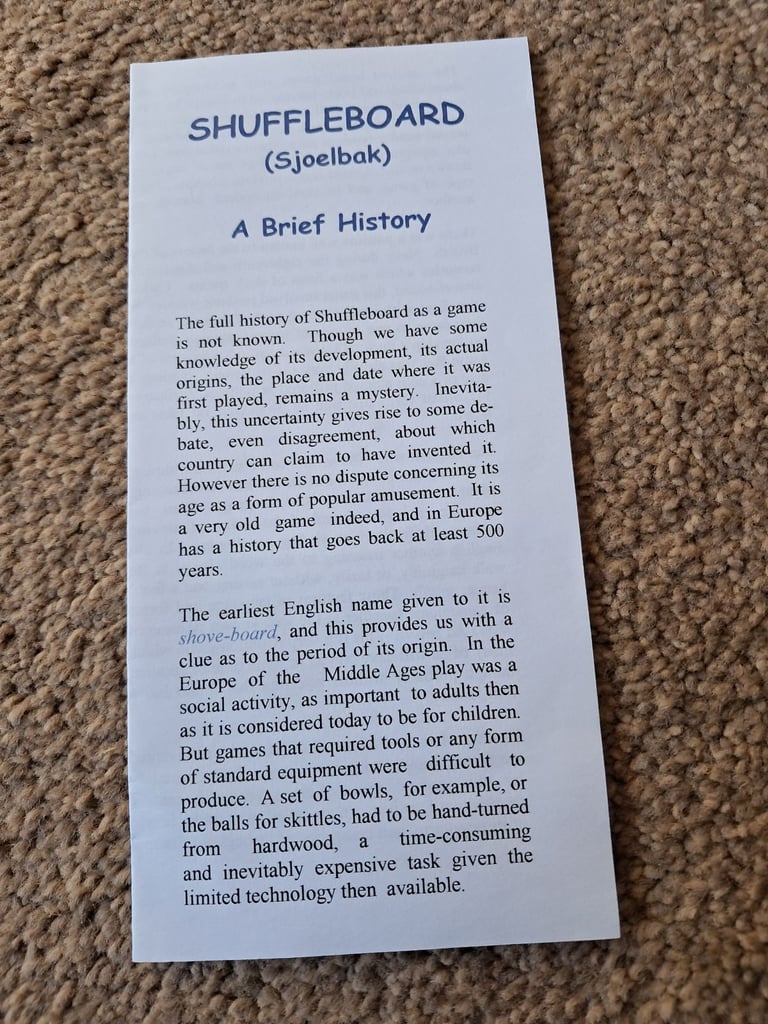 SHUFFLEBOARD
(Sjoelbak)
A Brief History
The full history of Shuffleboard as a game
is not known. Though we have some
knowledge of its development, its actual
origins, the place and date where it was
first played, remains a mystery. Inevita-
bly, this uncertainty gives rise to some de-
bate, even disagreement, about which
country can claim to have invented it.
However there is no dispute concerning its
age as a form of popular amusement. It is
a very old game indeed, and in Europe
has a history that goes back at least 500
years.
The earliest English name given to it is
shove-board, and this provides us with a
clue as to the period of its origin. In the
Europe of the Middle Ages play was a
social activity, as important to adults then
as it is considered today to be for children.
But games that required tools or any form
of standard equipment were difficult to
produce. A set of bowls, for example, or
the balls for skittles, had to be hand-turned
from hardwood, a time-consuming
and inevitably expensive task given the
limited technology then available.